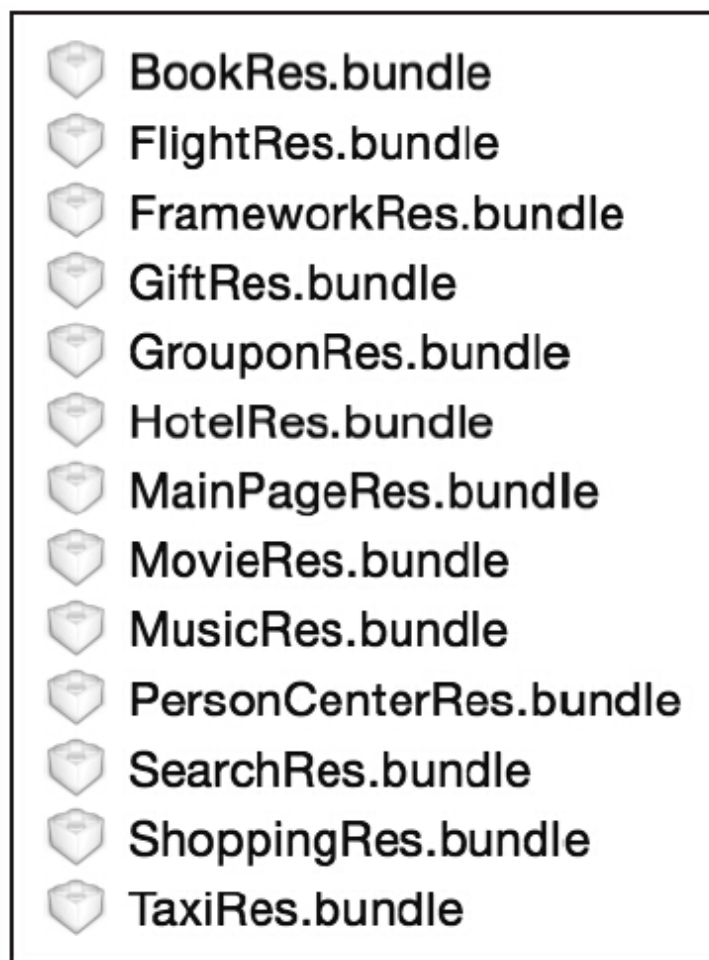 BookRes.bundle
FlightRes.bundle
FrameworkRes.bundle
GiftRes.bundle
GrouponRes.bundle
HotelRes.bundle
MainPageRes.bundle
MovieRes.bundle
MusicRes.bundle
PersonCenterRes.bundle
SearchRes.bundle
ShoppingRes.bundle
TaxiRes.bundle